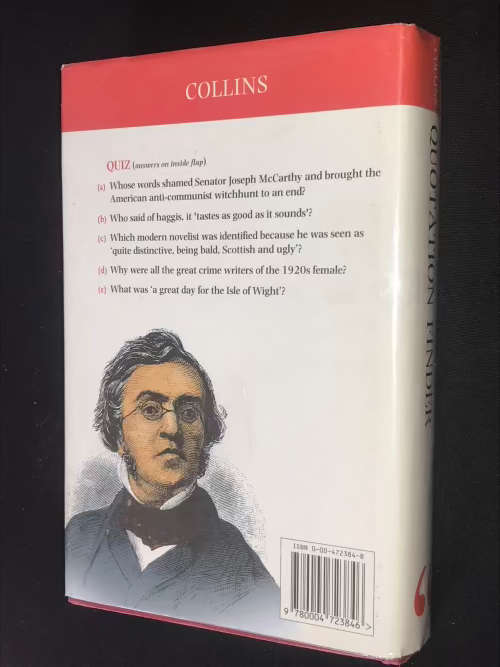 COLLINS
QUIZ (answers on inside flap)
(a) Whose words shamed Senator Joseph McCarthy and brought the
American anti-communist witchhunt to an end?
(b) Who said of haggis, it 'tastes as good as it sounds'?
(c) Which modern novelist was identified because he was seen as
'quite distinctive, being bald, Scottish and ugly'?
(d) Why were all the great crime writers of the 1920s female?
(e) What was 'a great day for the Isle of Wight'?
ISBN 0-00-472384-8
9 780004 723846 >
QUOTATION FINDER